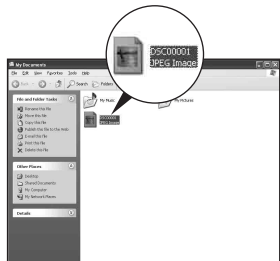 DSC00001
JPEG Image
My Documents
File Edit View Favorites Tools Help
Back Search Folders
File and Folder Tasks
Rename this file
Move this file
Copy this file
Publish this file to the Web
E-mail this file
Print this file
Delete this file
Other Places
Desktop
Shared Documents
My Computer
My Network Places
Details
My Music
My Pictures
DSC00001
JPEG Image